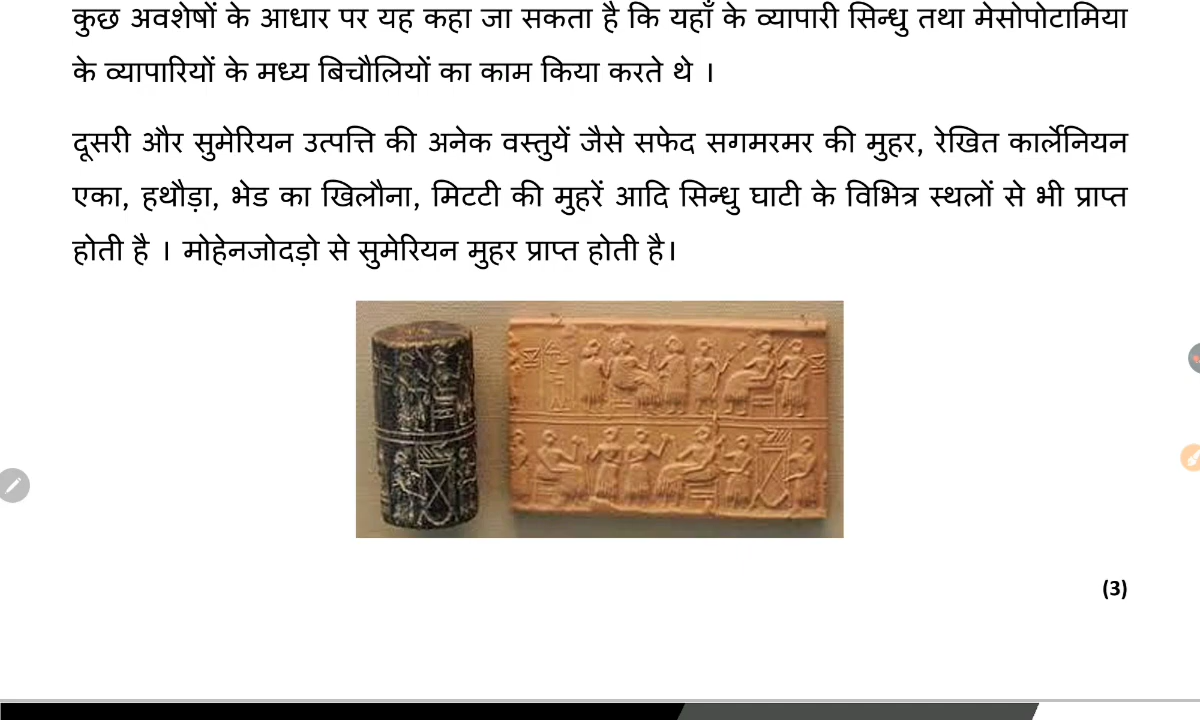 कुछ अवशेषों के आधार पर यह कहा जा सकता है कि यहाँ के व्यापारी सिन्धु तथा मेसोपोटामिया
के व्यापारियों के मध्य बिचौलियों का काम किया करते थे ।
दूसरी और सुमेरियन उत्पत्ति की अनेक वस्तुयें जैसे सफेद सगमरमर की मुहर, रेखित कार्लेनियन
एका, हथौड़ा, भेड का खिलौना, मिटटी की मुहरें आदि सिन्धु घाटी के विभित्र स्थलों से भी प्राप्त
होती है । मोहेनजोदड़ो से सुमेरियन मुहर प्राप्त होती है।
(3)